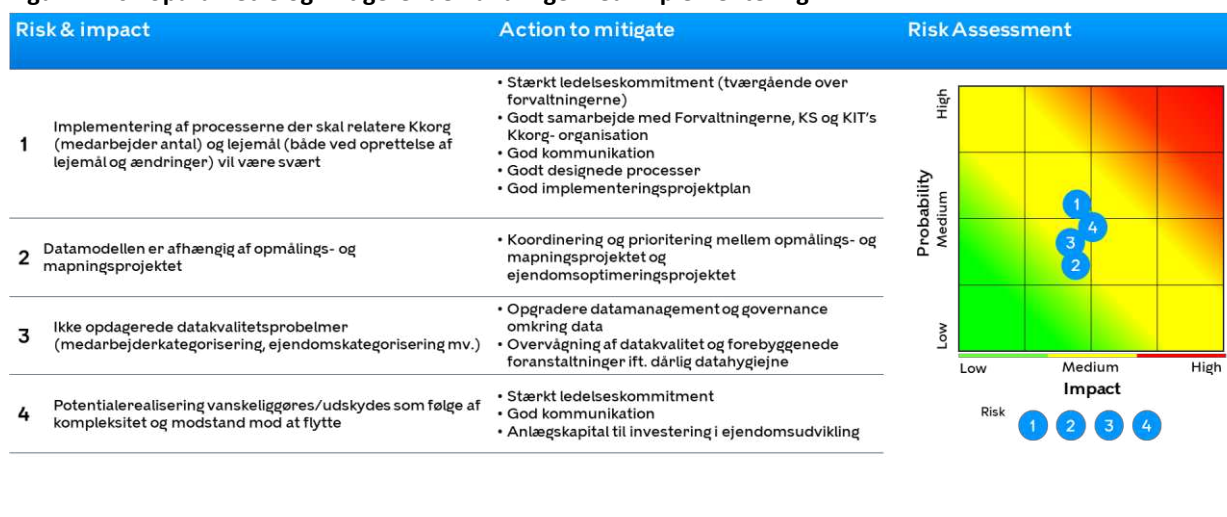 Risk & impact
Action to mitigate
Risk Assessment
1
Implementering af processerne der skal relatere Kkorg
(medarbejder antal) og lejemål (både ved oprettelse af
lejemål og ændringer) vil være svært
• Stærkt ledelseskommitment (tværgående over
forvaltningerne)
• Godt samarbejde med Forvaltningerne, KS og KIT's
Kkorg- organisation
• God kommunikation
• Godt designede processer
• God implementeringsprojektplan
2
Datamodellen er afhængig af opmålings- og
mapningsprojektet
• Koordinering og prioritering mellem opmålings- og
mapningsprojektet og
ejendomsoptimeringsprojektet
3
Ikke opdagerede datakvalitetsprobelmer
(medarbejderkategorisering, ejendomskategorisering mv.)
• Opgradere datamanagement og governance
omkring data
• Overvågning af datakvalitet og forebyggenede
foranstaltninger ift. dårlig datahygiejne
4
Potentialerealisering vanskeliggøres/udskydes som følge af
kompleksitet og modstand mod at flytte
• Stærkt ledelseskommitment
• God kommunikation
• Anlægskapital til investering i ejendomsudvikling
Probability
High
Medium
Low
1
4
3
2
Low
Medium
High
Impact
Risk
1
2
3
4